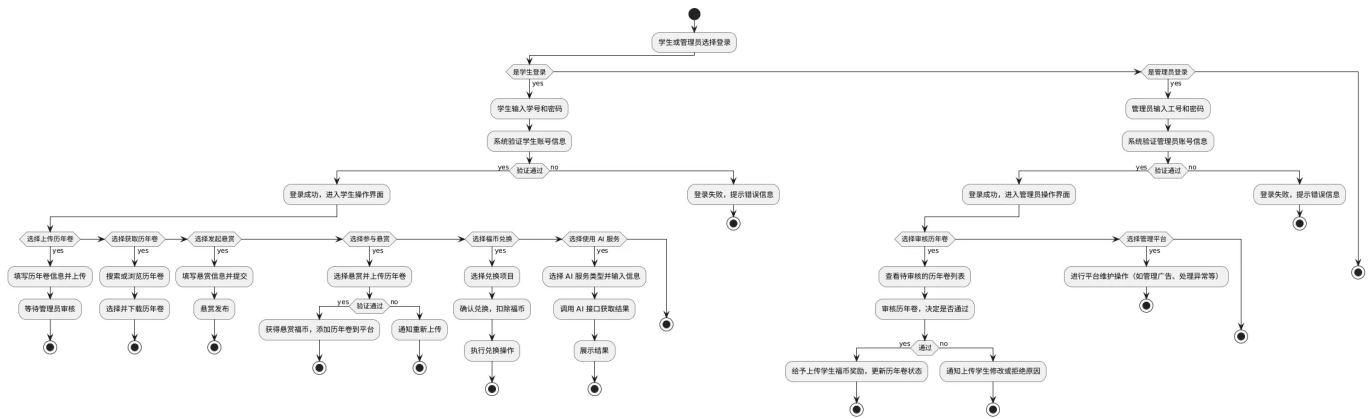 学生或管理员选择登录
是学生登录
是管理员登录
yes
yes
学生输入学号和密码
管理员输入工号和密码
系统验证学生账号信息
系统验证管理员账号信息
yes 验证通过 no
yes 验证通过 no
登录成功，进入学生操作界面
登录失败，提示错误信息
登录成功，进入管理员操作界面
登录失败，提示错误信息
选择上传历年卷
选择获取历年卷
选择发起悬赏
选择参与悬赏
选择福币兑换
选择使用 AI 服务
选择审核历年卷
选择管理平台
yes
yes
yes
yes
yes
yes
yes
yes
填写历年卷信息并上传
搜索或浏览历年卷
填写悬赏信息并提交
选择悬赏并上传历年卷
选择兑换项目
选择 AI 服务类型并输入信息
查看待审核的历年卷列表
进行平台维护操作（如管理广告、处理异常等）
等待管理员审核
选择并下载历年卷
悬赏发布
yes 验证通过 no
确认兑换，扣除福币
调用 AI 接口获取结果
审核历年卷，决定是否通过
获得悬赏福币，添加历年卷到平台
通知重新上传
执行兑换操作
展示结果
yes 通过 no
给予上传学生福币奖励，更新历年卷状态
通知上传学生修改或拒绝原因